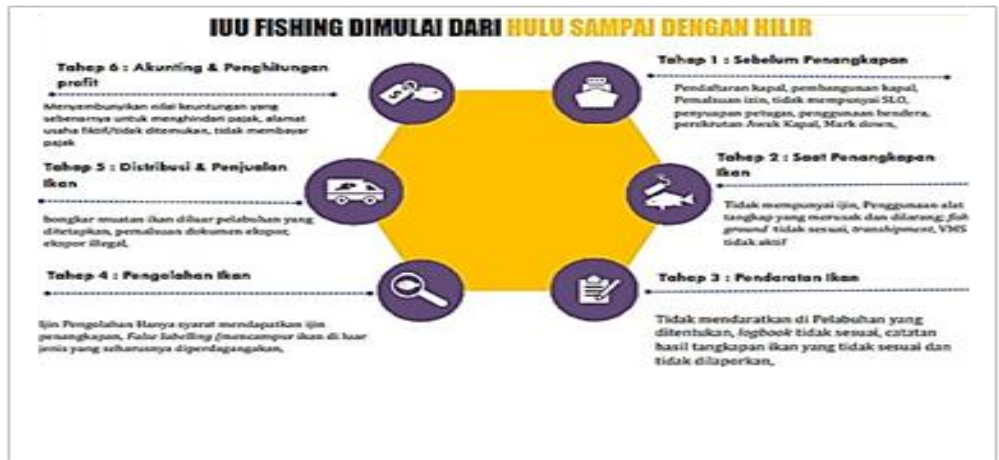 IUU FISHING DIMULAI DARI HULU SAMPAI DENGAN HILIR
Tahap 1 : Sebelum Penangkapan
Pendaftaran kapal, pembangunan kapal,
Pemalsuan izin, tidak mempunyai SLO,
penyuapan petugas, penggunaan bendera,
perekrutan Awak Kapal, Mark down,
Tahap 2 : Saat Penangkapan
Ikan
Tidak mempunyai ijin, Penggunaan alat
tangkap yang merusak dan dilarang; fish
ground tidak sesuai, transhipment, VMS
tidak aktif
Tahap 3 : Pendaratan Ikan
Tidak mendaratkan di Pelabuhan yang
ditentukan, logbook tidak sesuai, catatan
hasil tangkapan ikan yang tidak sesuai dan
tidak dilaporkan,
Tahap 4 : Pengolahan Ikan
Ijin Pengolahan Hanya syarat mendapatkan ijin
penangkapan, False labelling (mencampur ikan di luar
jenis yang seharusnya diperdagangakan,
Tahap 5 : Distribusi & Penjualan
Ikan
bongkar muatan ikan diluar pelabuhan yang
ditetapkan, pemalsuan dokumen ekspor,
ekspor illegal,
Tahap 6 : Akunting & Penghitungan
profit
Menyembunyikan nilai keuntungan yang
sebenarnya untuk menghindari pajak, alamat
usaha fiktif/tidak ditemukan, tidak membayar
pajak